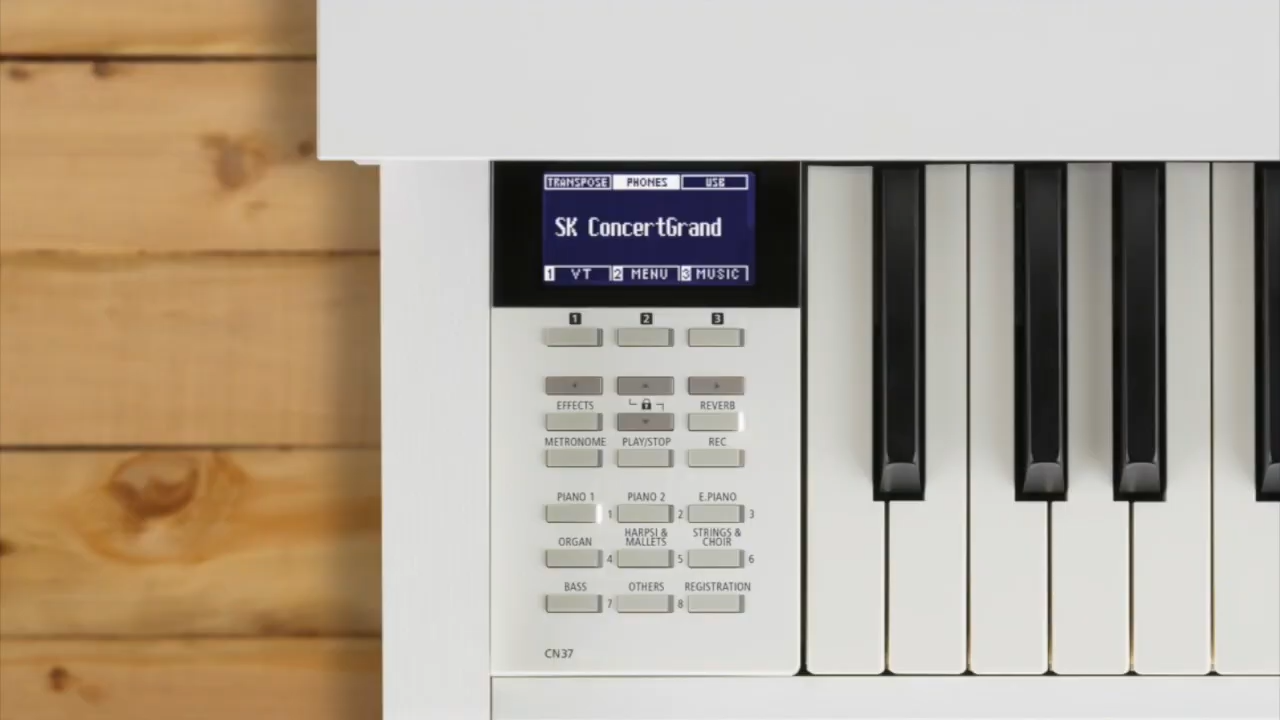 TRANSPOSE PHONES USB
SK ConcertGrand
1 VT 2 MENU 3 MUSIC
1 2 3
EFFECTS REVERB
METRONOME PLAY/STOP REC
PIANO 1 PIANO 2 E.PIANO
1 2 3
ORGAN HARPSI & MALLETS STRINGS & CHOIR
4 5 6
BASS OTHERS REGISTRATION
7 8
CN37